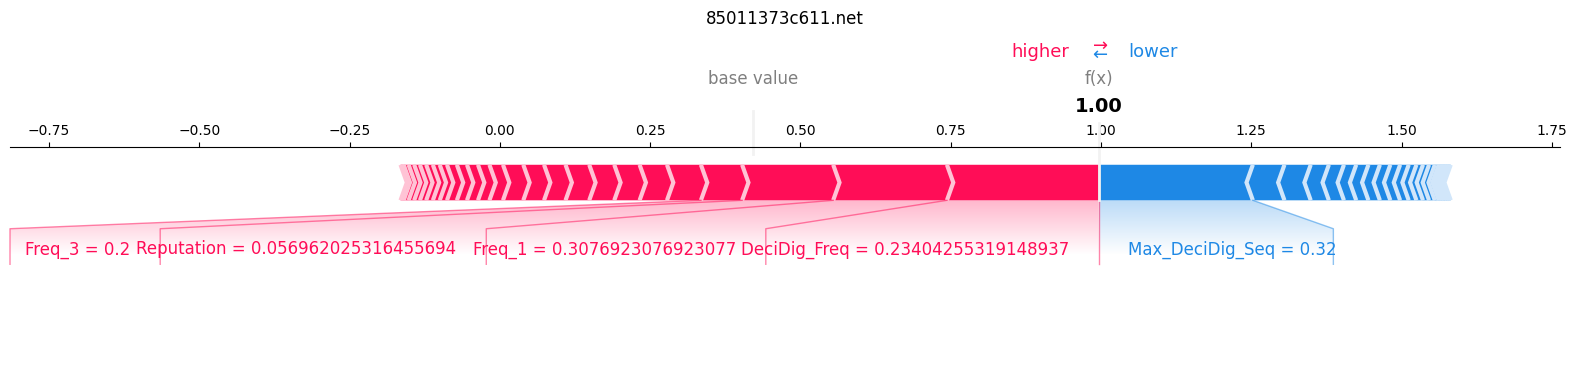 85011373c611.net
higher → ← lower
base value f(x)
1.00
−0.75 −0.50 −0.25 0.00 0.25 0.50 0.75 1.00 1.25 1.50 1.75
Freq_3 = 0.2 Reputation = 0.056962025316455694 Freq_1 = 0.3076923076923077 DeciDig_Freq = 0.23404255319148937 Max_DeciDig_Seq = 0.32